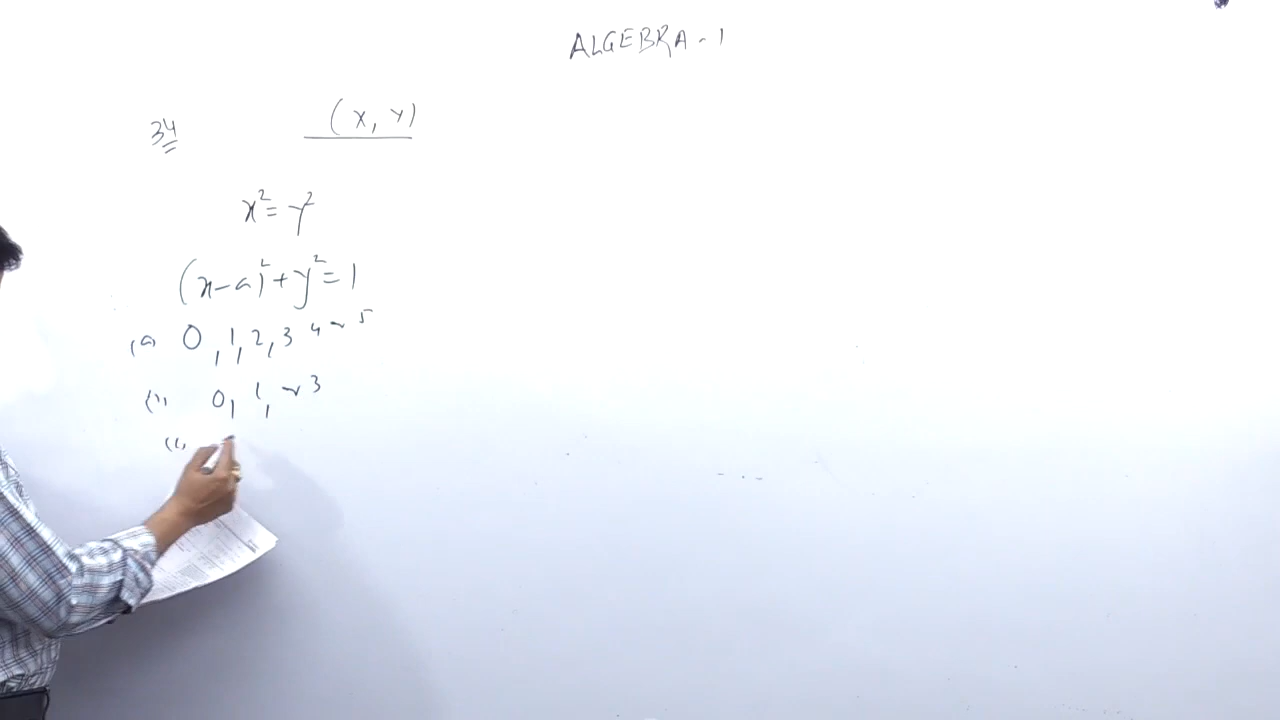 ALGEBRA-1
34 (x, y)
x² = y²
(x-a)² + y² = 1
(a) 0, 1, 2, 3 4 ~ 5
(b) 0, 1, ~ 3
(c)